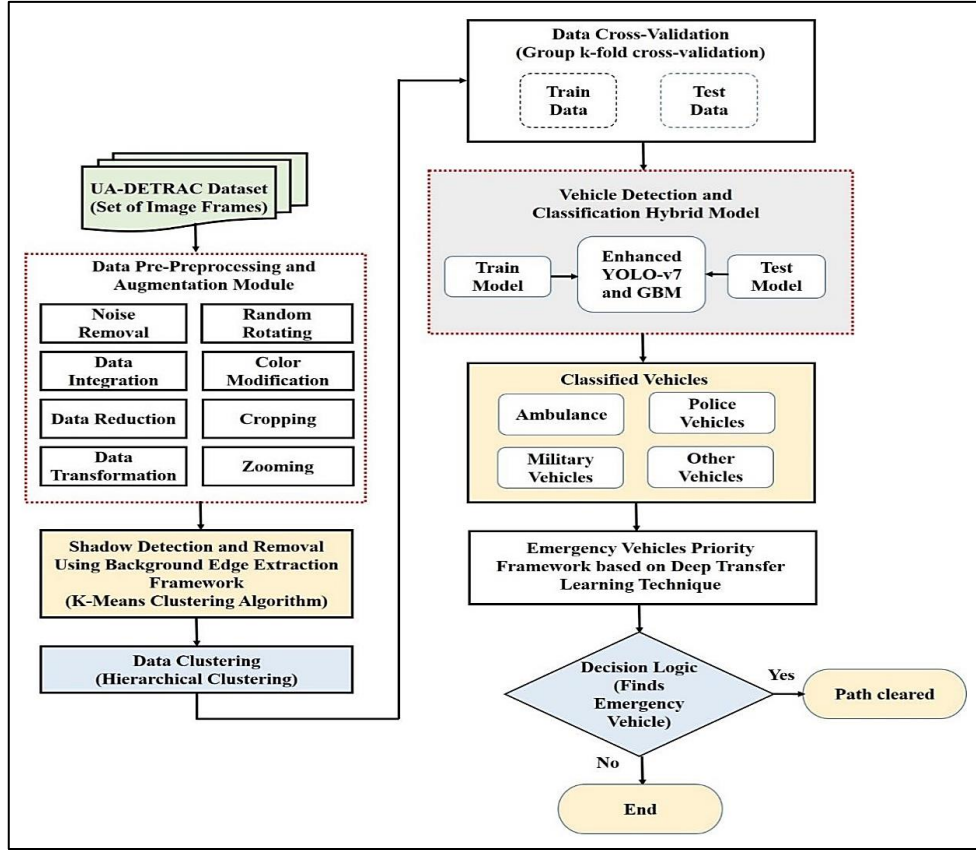 UA-DETRAC Dataset
(Set of Image Frames)
Data Pre-Preprocessing and
Augmentation Module
Noise
Removal
Random
Rotating
Data
Integration
Color
Modification
Data Reduction
Cropping
Data
Transformation
Zooming
Shadow Detection and Removal
Using Background Edge Extraction
Framework
(K-Means Clustering Algorithm)
Data Clustering
(Hierarchical Clustering)
Data Cross-Validation
(Group k-fold cross-validation)
Train
Data
Test
Data
Vehicle Detection and
Classification Hybrid Model
Train
Model
Enhanced
YOLO-v7
and GBM
Test
Model
Classified Vehicles
Ambulance
Police
Vehicles
Military
Vehicles
Other
Vehicles
Emergency Vehicles Priority
Framework based on Deep Transfer
Learning Technique
Decision Logic
(Finds
Emergency
Vehicle)
Yes
Path cleared
No
End